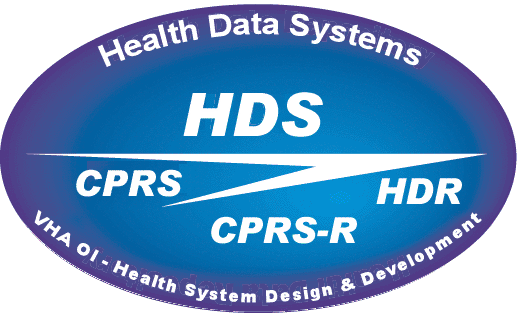 Health Data Systems
HDS
CPRS
HDR
CPRS-R
VHA OI - Health System Design & Development